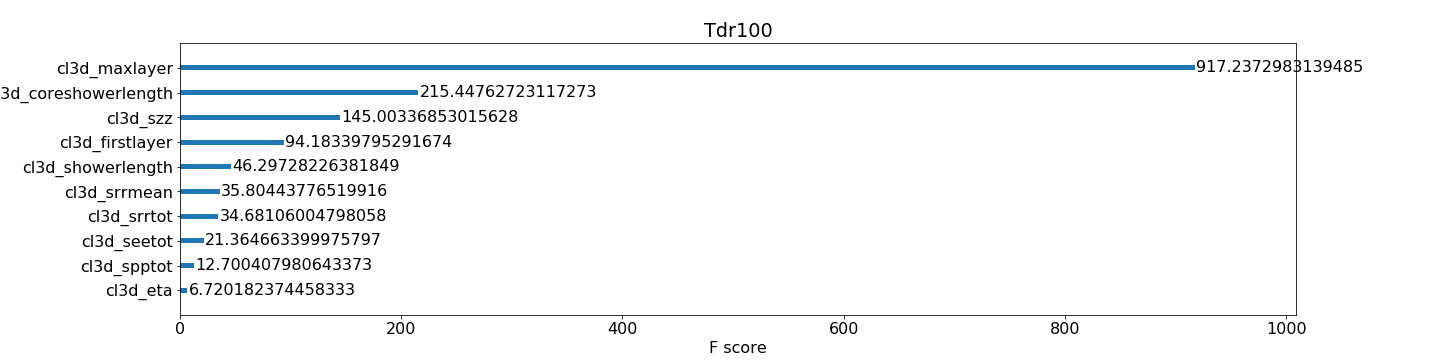 Tdr100
cl3d_maxlayer 917.2372983139485
3d_coreshowerlength 215.44762723117273
cl3d_szz 145.00336853015628
cl3d_firstlayer 94.18339795291674
cl3d_showerlength 46.29728226381849
cl3d_srrmean 35.80443776519916
cl3d_srrtot 34.68106004798058
cl3d_seetot 21.364663399975797
cl3d_spptot 12.700407980643373
cl3d_eta 6.720182374458333
0 200 400 600 800 1000
F score